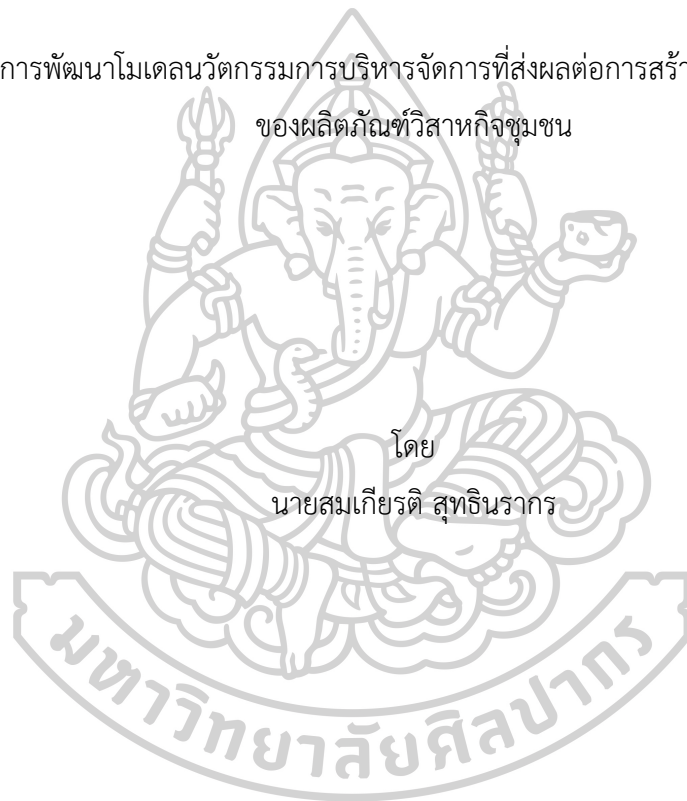 การพัฒนาโมเดลนวัตกรรมการบริหารจัดการที่ส่งผลต่อการสร้า
ของผลิตภัณฑ์วิสาหกิจชุมชน
โดย
นายสมเกียรติ สุทธินรากร
มหาวิทยาลัยศิลปากร